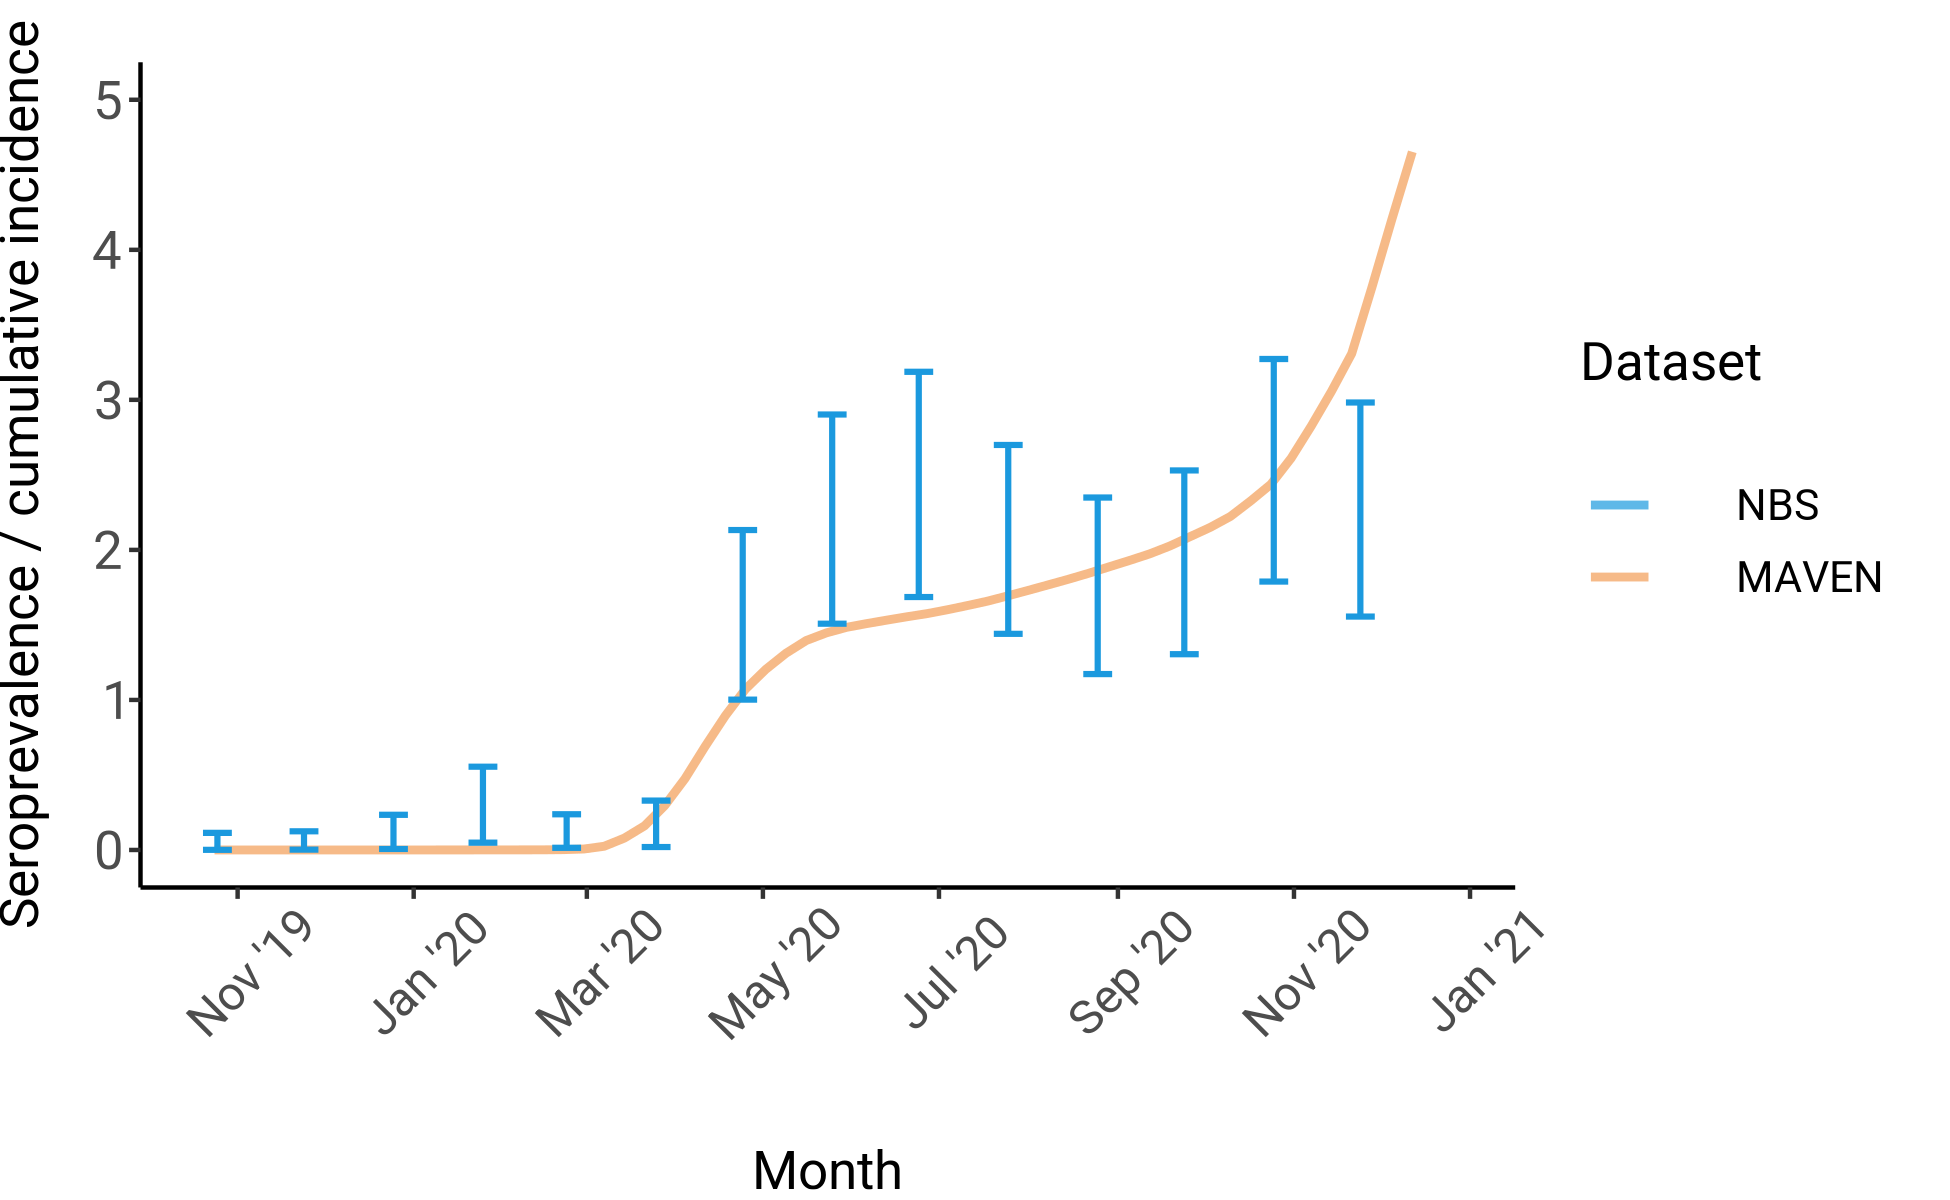 Seroprevalence / cumulative incidence
5
4
3
2
1
0
Nov '19
Jan '20
Mar '20
May '20
Jul '20
Sep '20
Nov '20
Jan '21
Month
Dataset
NBS
MAVEN